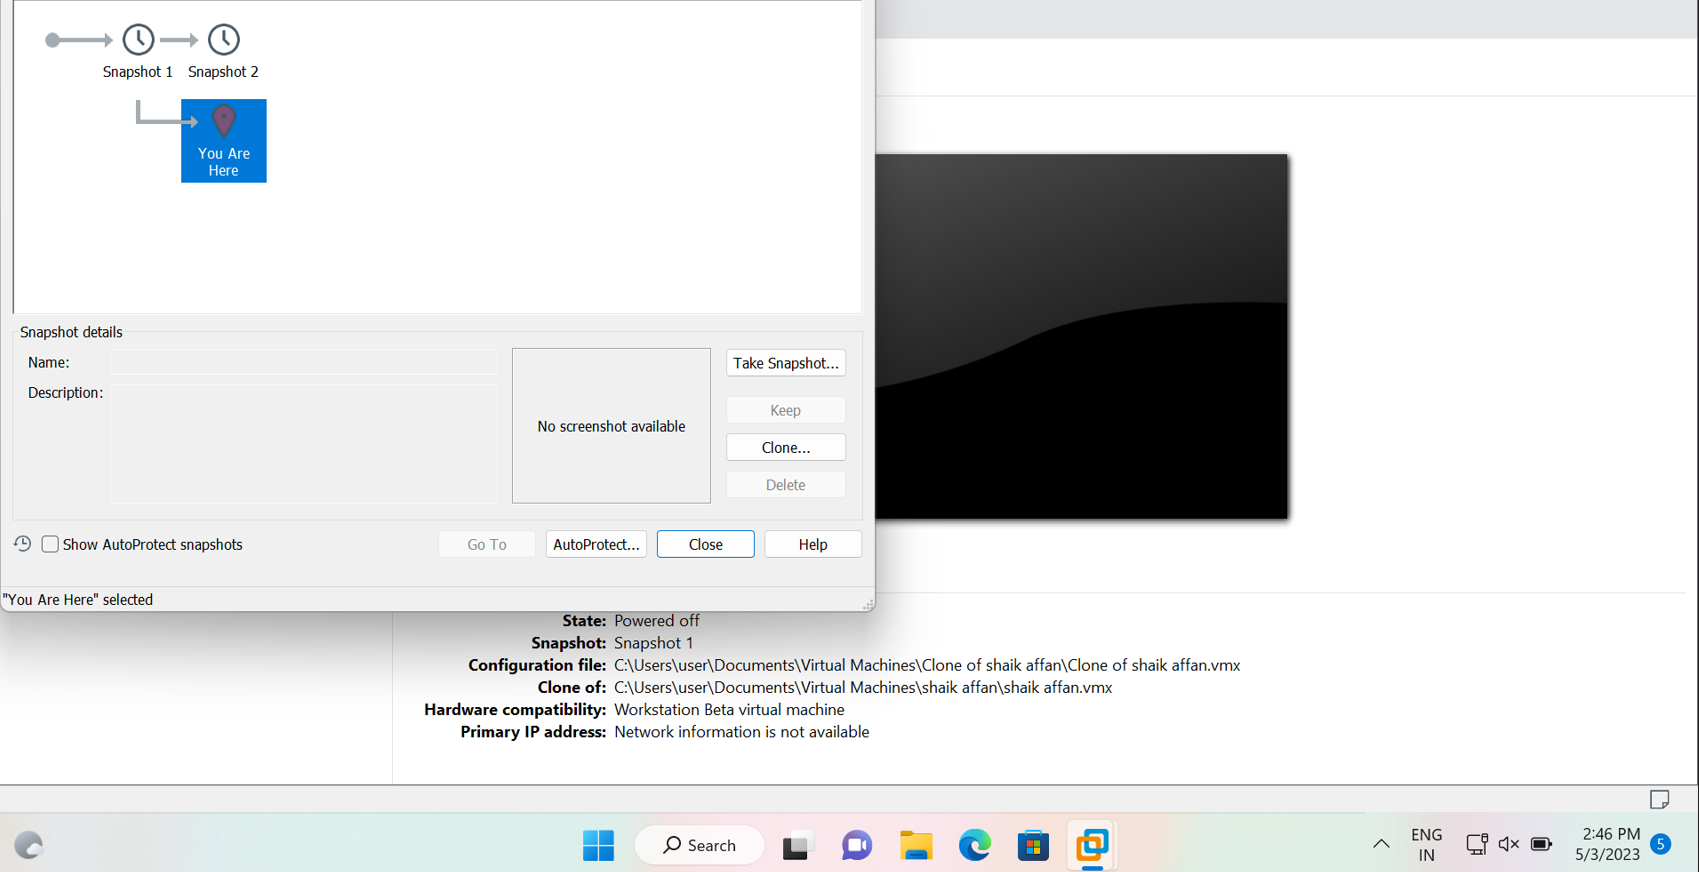 Snapshot 1
Snapshot 2
You Are
Here
Snapshot details
Name:
Description:
No screenshot available
Take Snapshot...
Keep
Clone...
Delete
Show AutoProtect snapshots
Go To
AutoProtect...
Close
Help
"You Are Here" selected
State: Powered off
Snapshot: Snapshot 1
Configuration file: C:\Users\user\Documents\Virtual Machines\Clone of shaik affan\Clone of shaik affan.vmx
Clone of: C:\Users\user\Documents\Virtual Machines\shaik affan\shaik affan.vmx
Hardware compatibility: Workstation Beta virtual machine
Primary IP address: Network information is not available
Search
ENG
IN
2:46 PM
5/3/2023
5